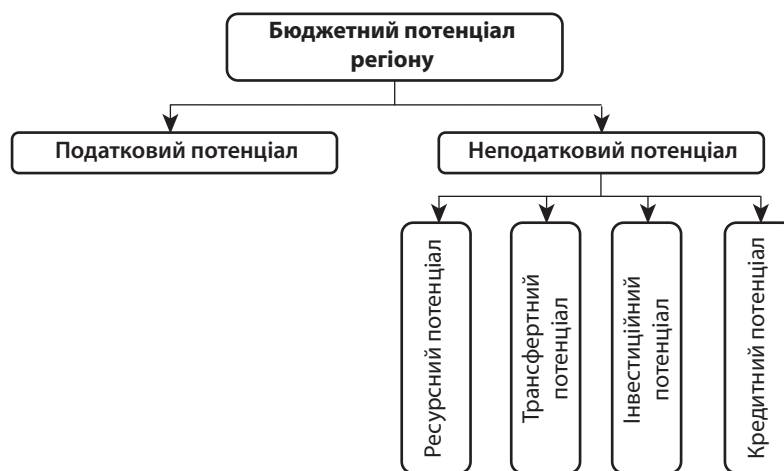 Бюджетний потенціал
регіону
Податковий потенціал
Неподатковий потенціал
Ресурсний потенціал
Трансфертний
потенціал
Інвестиційний
потенціал
Кредитний потенціал